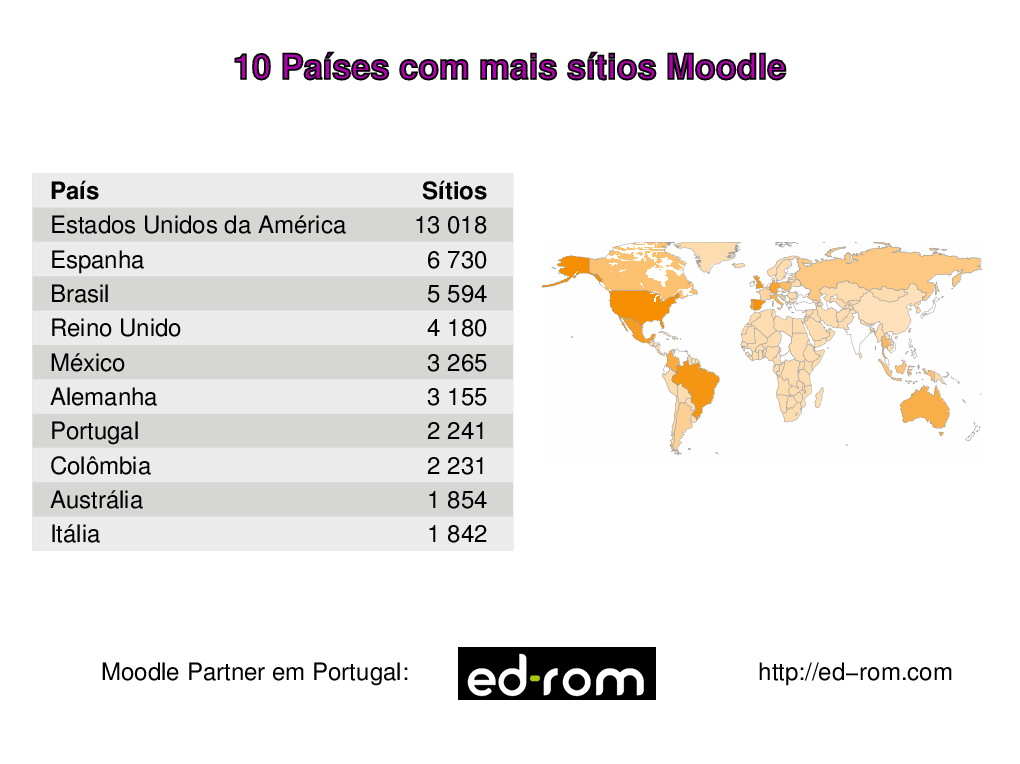 10 Países com mais sítios Moodle
País Sítios
Estados Unidos da América 13 018
Espanha 6 730
Brasil 5 594
Reino Unido 4 180
México 3 265
Alemanha 3 155
Portugal 2 241
Colômbia 2 231
Austrália 1 854
Itália 1 842
Moodle Partner em Portugal: ed-rom http://ed−rom.com